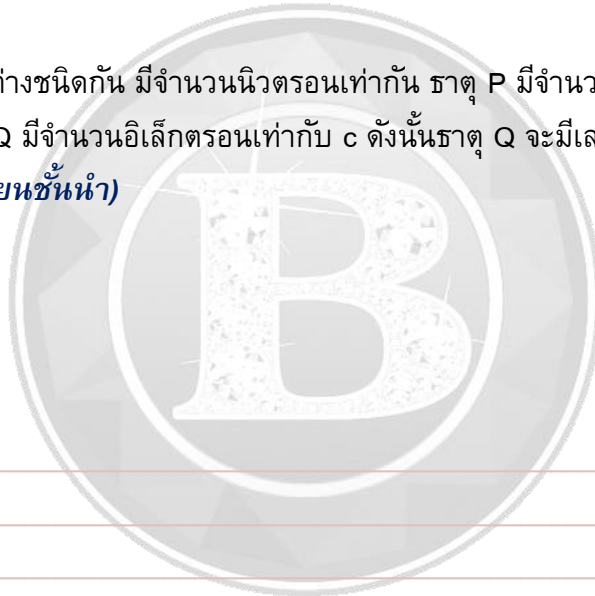 ต่างชนิดกัน มีจำนวนนิวตรอนเท่ากัน ธาตุ P มีจำนว
Q มีจำนวนอิเล็กตรอนเท่ากับ c ดังนั้นธาตุ Q จะมีเล
ยนชั้นนำ)
B